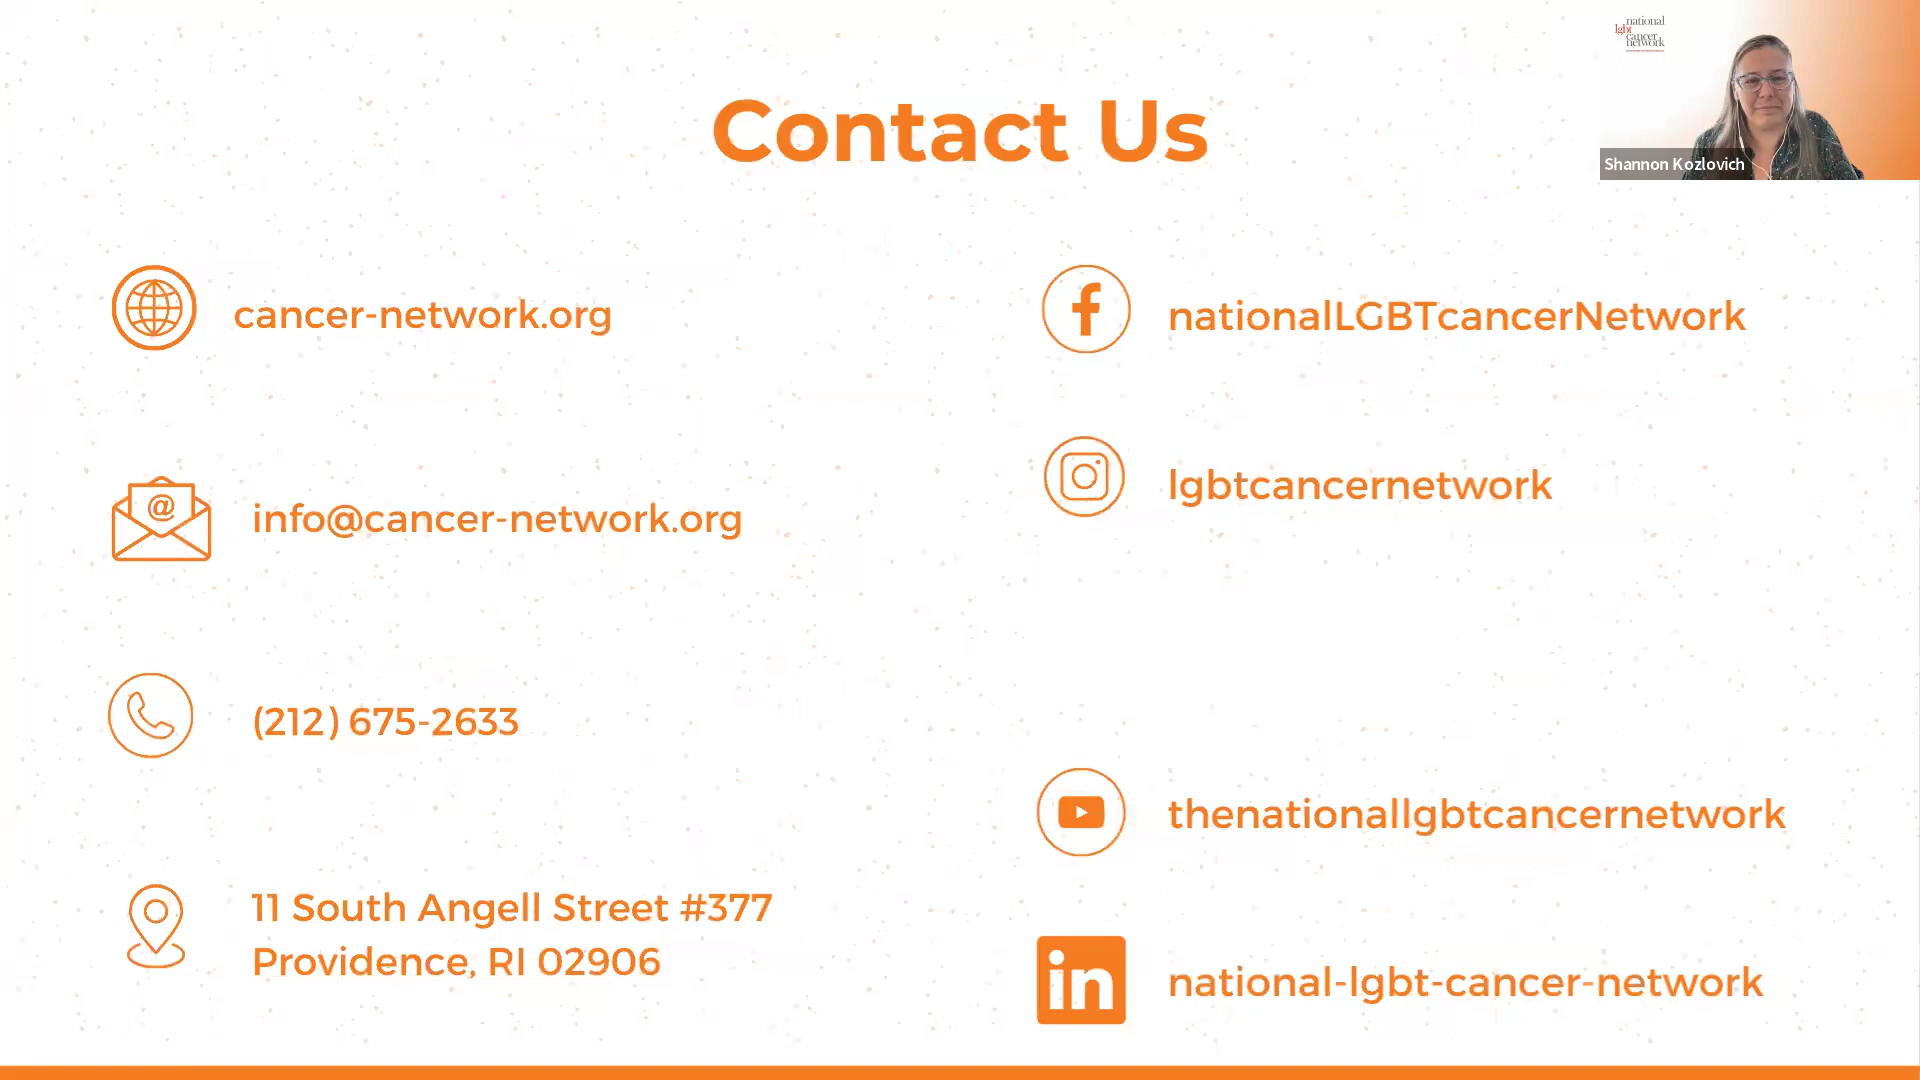 national
lgbt
cancer
network
Shannon Kozlovich
Contact Us
cancer-network.org
@
info@cancer-network.org
(212) 675-2633
11 South Angell Street #377
Providence, RI 02906
nationalLGBTcancerNetwork
lgbtcancernetwork
thenationallgbtcancernetwork
in
national-lgbt-cancer-network